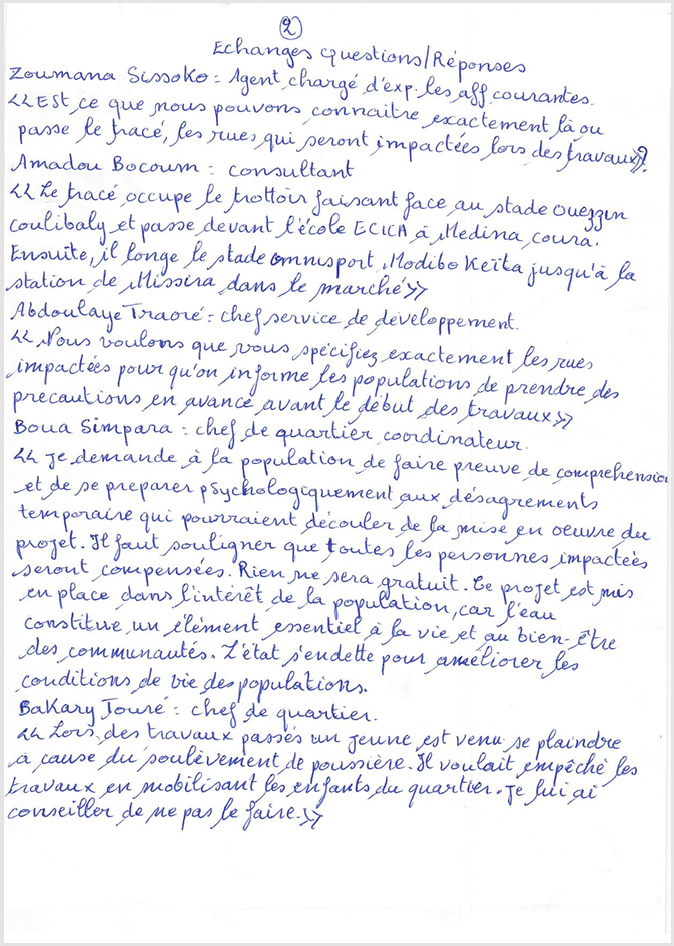 2
Echanges Questions/Réponses
Zoumana Sissoko : Agent chargé d'exp. les aff courantes.
<< Est ce que nous pouvons connaitre exactement là ou
passe le tracé, les rues qui seront impactées lors des travaux>>?
Amadou Bocoum : consultant
<< Le tracé occupe le trottoir faisant face au stade ouezzin
coulibaly et passe devant l'école ECICA à Medina coura.
Ensuite, il longe le stade omnisport Modibo Keïta jusqu'à la
station de Missira dans le marché>>
Abdoulaye Traoré : chef service de développement.
<< Nous voulons que vous spécifiez exactement les rues
impactées pour qu'on informe les populations de prendre des
precautions en avance avant le début des travaux>>
Boua Simpara : chef de quartier coordinateur.
<< Je demande à la population de faire preuve de comprehension
et de se preparer psychologiquement aux désagrements
temporaire qui pourraient découler de la mise en oeuvre du
projet. Il faut souligner que toutes les personnes impactées
seront compensées. Rien ne sera gratuit. Ce projet est mis
en place dans l'intérêt de la population, car l'eau
constitue un élément essentiel à la vie et au bien-être
des communautés. L'état s'endette pour améliorer les
conditions de vie des populations.
Bakary Touré : chef de quartier.
<< Lors des travaux passés un jeune est venu se plaindre
à cause du soulèvement de poussière. Il voulait empêché les
travaux en mobilisant les enfants du quartier. Je lui ai
conseiller de ne pas le faire.>>